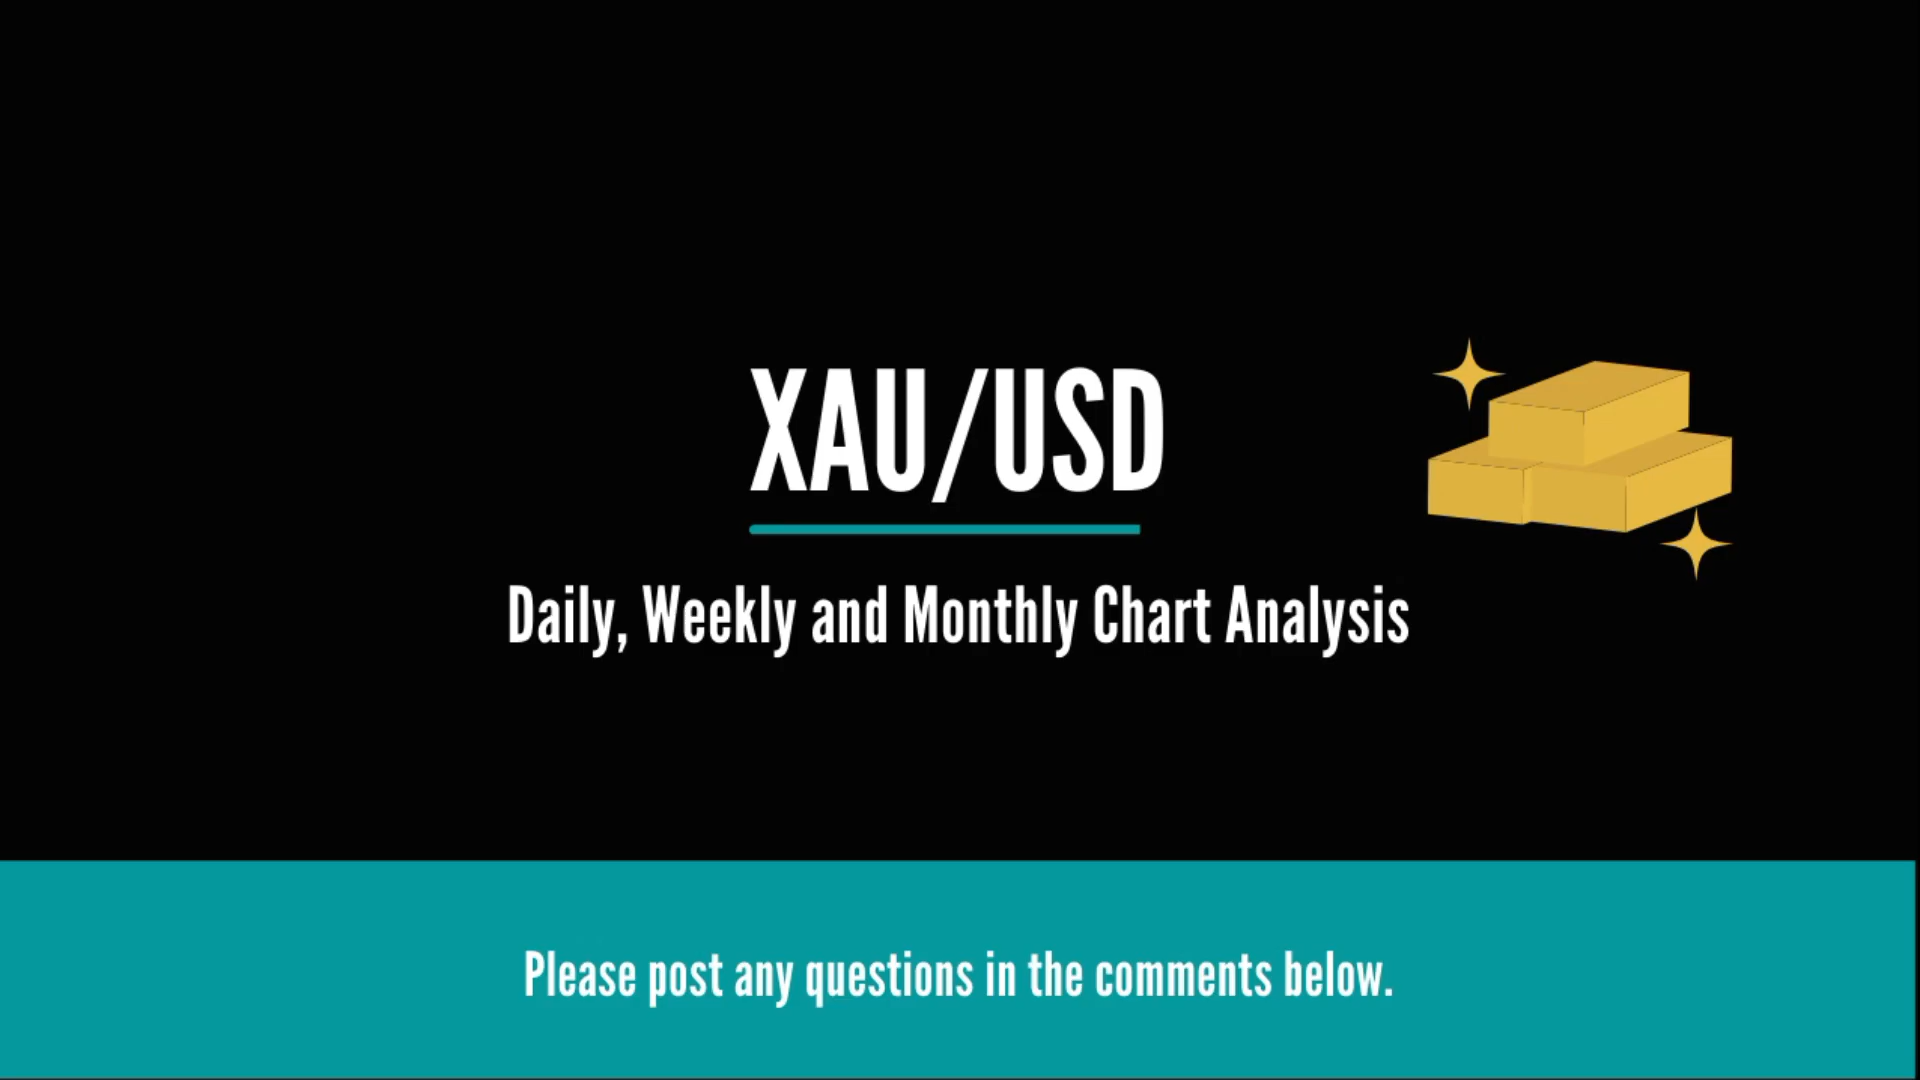 XAU/USD
Daily, Weekly and Monthly Chart Analysis
Please post any questions in the comments below.